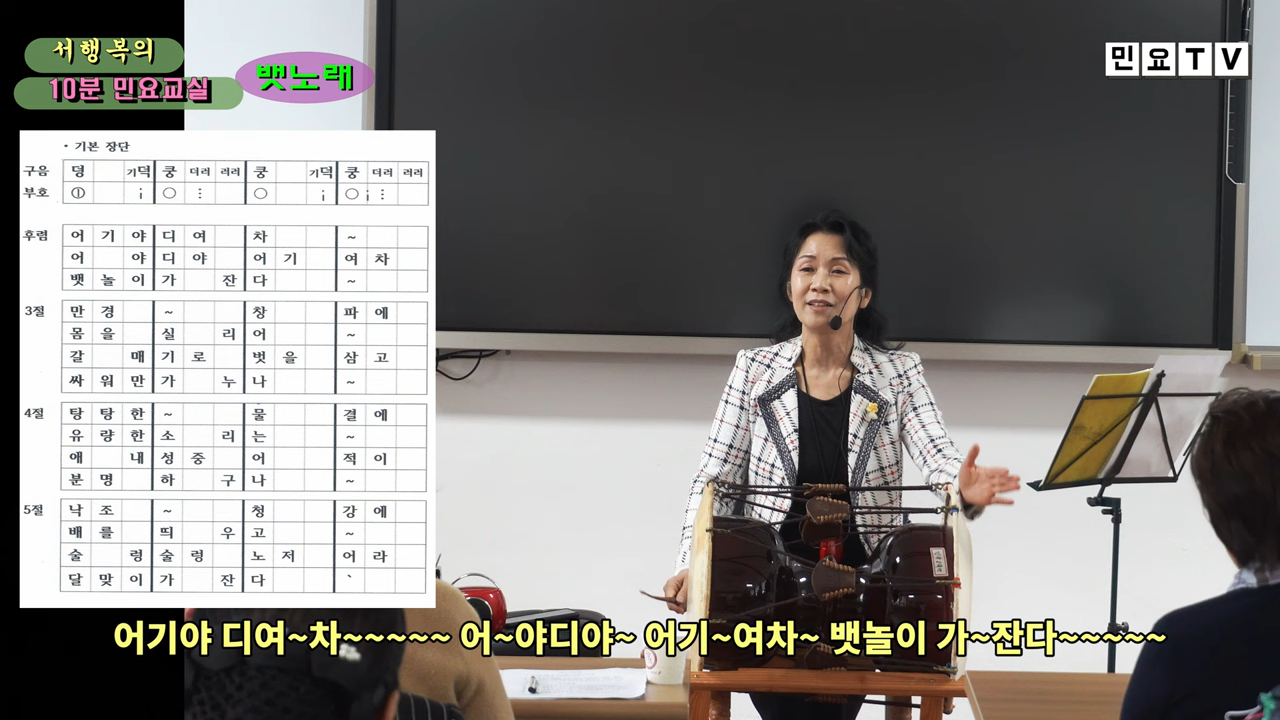 서행복의
10분 민요교실
뱃노래
민요TV
• 기본 장단
구음 덩 기덕 쿵 더러 러러 쿵 기덕 쿵 더러 러러
부호 ⏀ ¡ ○ ⋮ ○ ¡ ○ ¡ ⋮
후렴 어 기 야 디 여 차 ~
어 야 디 야 어 기 여 차
뱃 놀 이 가 잔 다 ~
3절 만 경 ~ 창 파 에
몸 을 실 리 어 ~
갈 매 기 로 벗 을 삼 고
싸 워 만 가 누 나 ~
4절 탕 탕 한 ~ 물 결 에
유 량 한 소 리 는 ~
애 내 성 중 어 적 이
분 명 하 구 나 ~
5절 낙 조 ~ 청 강 에
배 를 띄 우 고 ~
술 렁 술 렁 노 저 어 라
달 맞 이 가 잔 다 `
어기야 디여~차~~~~~ 어~야디야~ 어기~여차~ 뱃놀이 가~잔다~~~~~